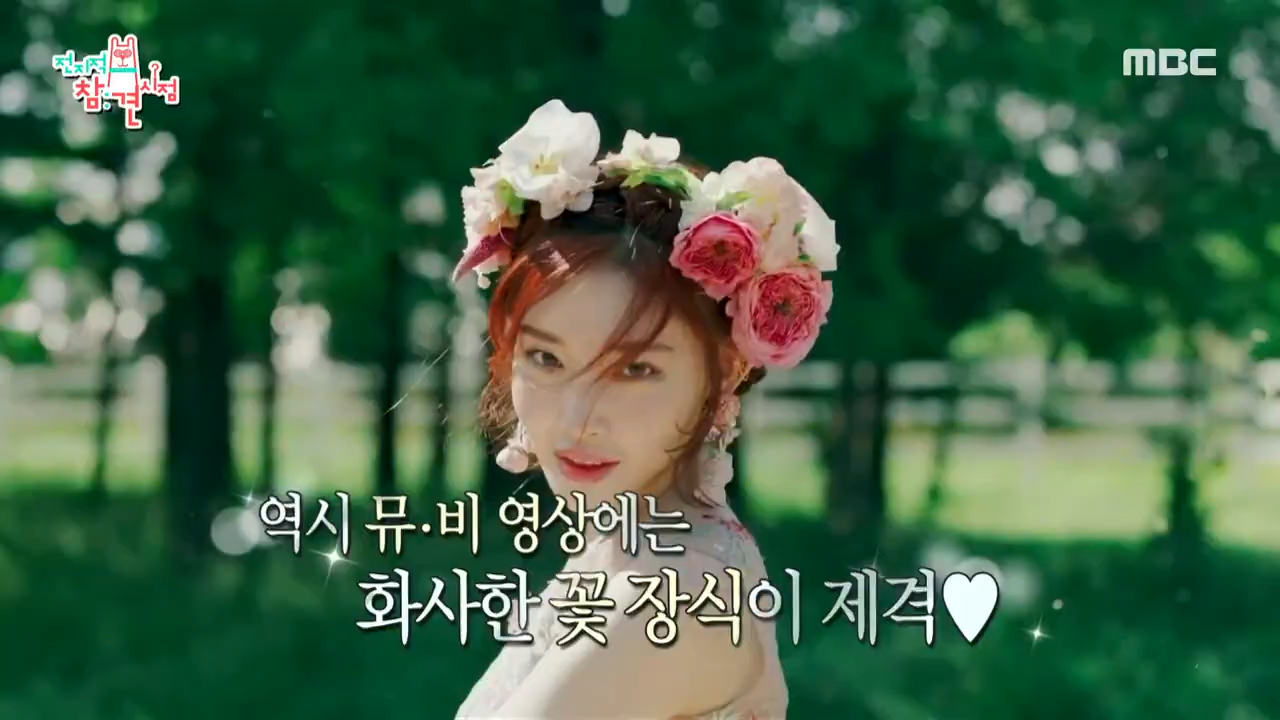 전지적
참견
시점
MBC
역시 뮤·비 영상에는
화사한 꽃 장식이 제격♥